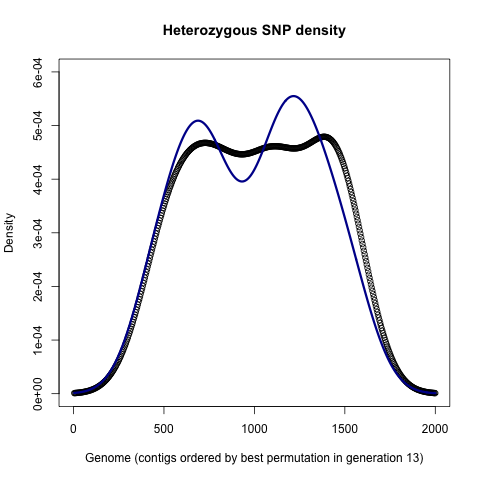 Heterozygous SNP density
6e-04
5e-04
4e-04
3e-04
2e-04
1e-04
0e+00
Density
0 500 1000 1500 2000
Genome (contigs ordered by best permutation in generation 13)